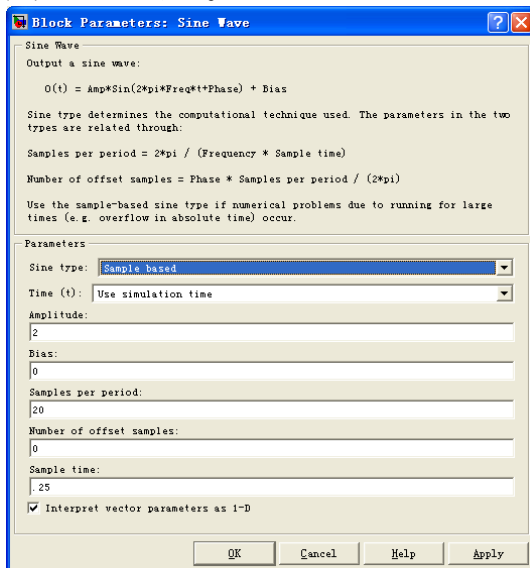 Block Parameters: Sine Wave
Sine Wave
Output a sine wave:
O(t) = Amp*Sin(2*pi*Freq*t+Phase) + Bias
Sine type determines the computational technique used. The parameters in the two
types are related through:
Samples per period = 2*pi / (Frequency * Sample time)
Number of offset samples = Phase * Samples per period / (2*pi)
Use the sample-based sine type if numerical problems due to running for large
times (e.g. overflow in absolute time) occur.
Parameters
Sine type: Sample based
Time (t): Use simulation time
Amplitude:
2
Bias:
0
Samples per period:
20
Number of offset samples:
0
Sample time:
.25
Interpret vector parameters as 1-D
OK Cancel Help Apply